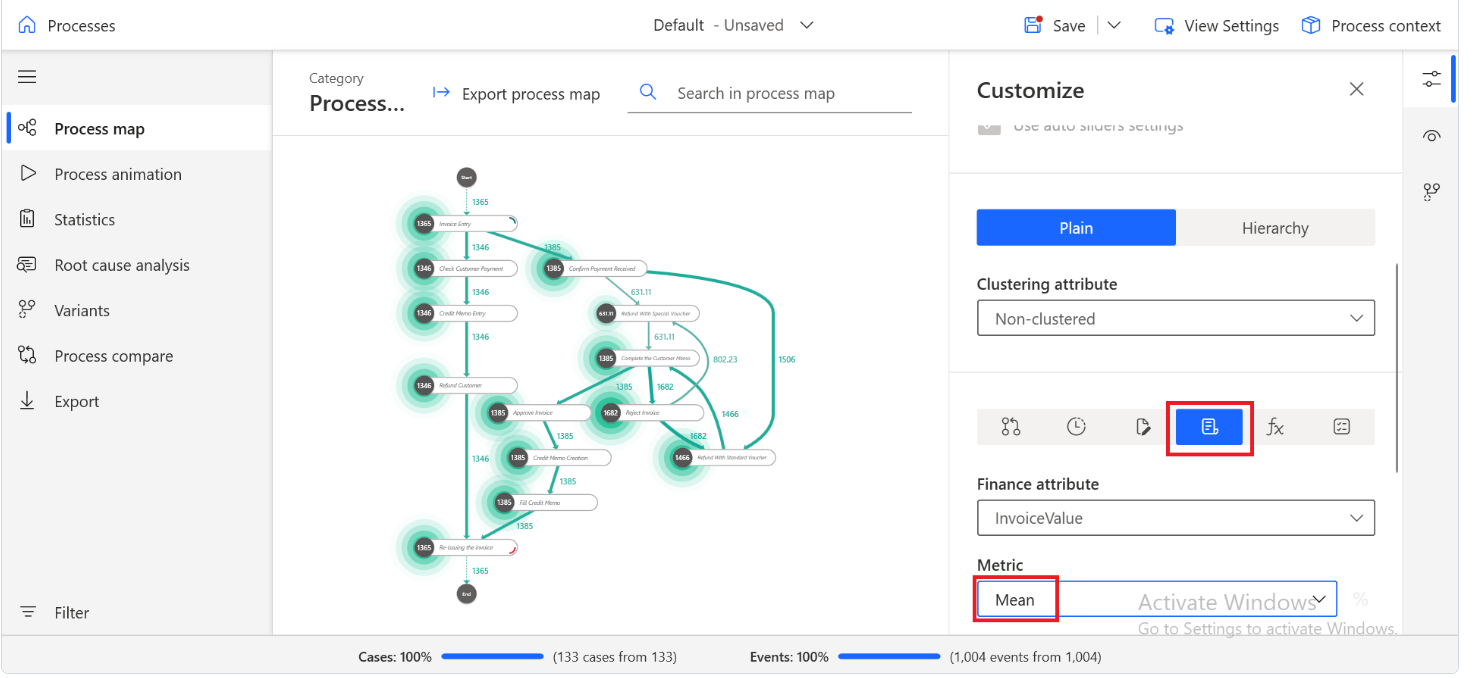 Processes
Default - Unsaved
Save
View Settings
Process context
Process map
Process animation
Statistics
Root cause analysis
Variants
Process compare
Export
Filter
Category
Process...
Export process map
Search in process map
Start
1365
1365 Invoice Entry
1346
1385
1346 Check Customer Payment
1385 Confirm Payment Received
1346
631.11
1346 Credit Memo Entry
631.11 Refund With Special Voucher
1346
631.11
1385 Complete the Customer Memo
802.23
1506
1346 Refund Customer
1385
1682
1385 Approve Invoice
1682 Reject Invoice
1466
1385
1682
1346
1385 Credit Memo Creation
1466 Refund With Standard Voucher
1385
1385 Fill Credit Memo
1385
1365 Re-issuing the invoice
1365
End
Customize
Use auto sliders settings
Plain
Hierarchy
Clustering attribute
Non-clustered
fx
Finance attribute
InvoiceValue
Metric
Mean
%
Activate Windows
Go to Settings to activate Windows.
Cases: 100%
(133 cases from 133)
Events: 100%
(1,004 events from 1,004)